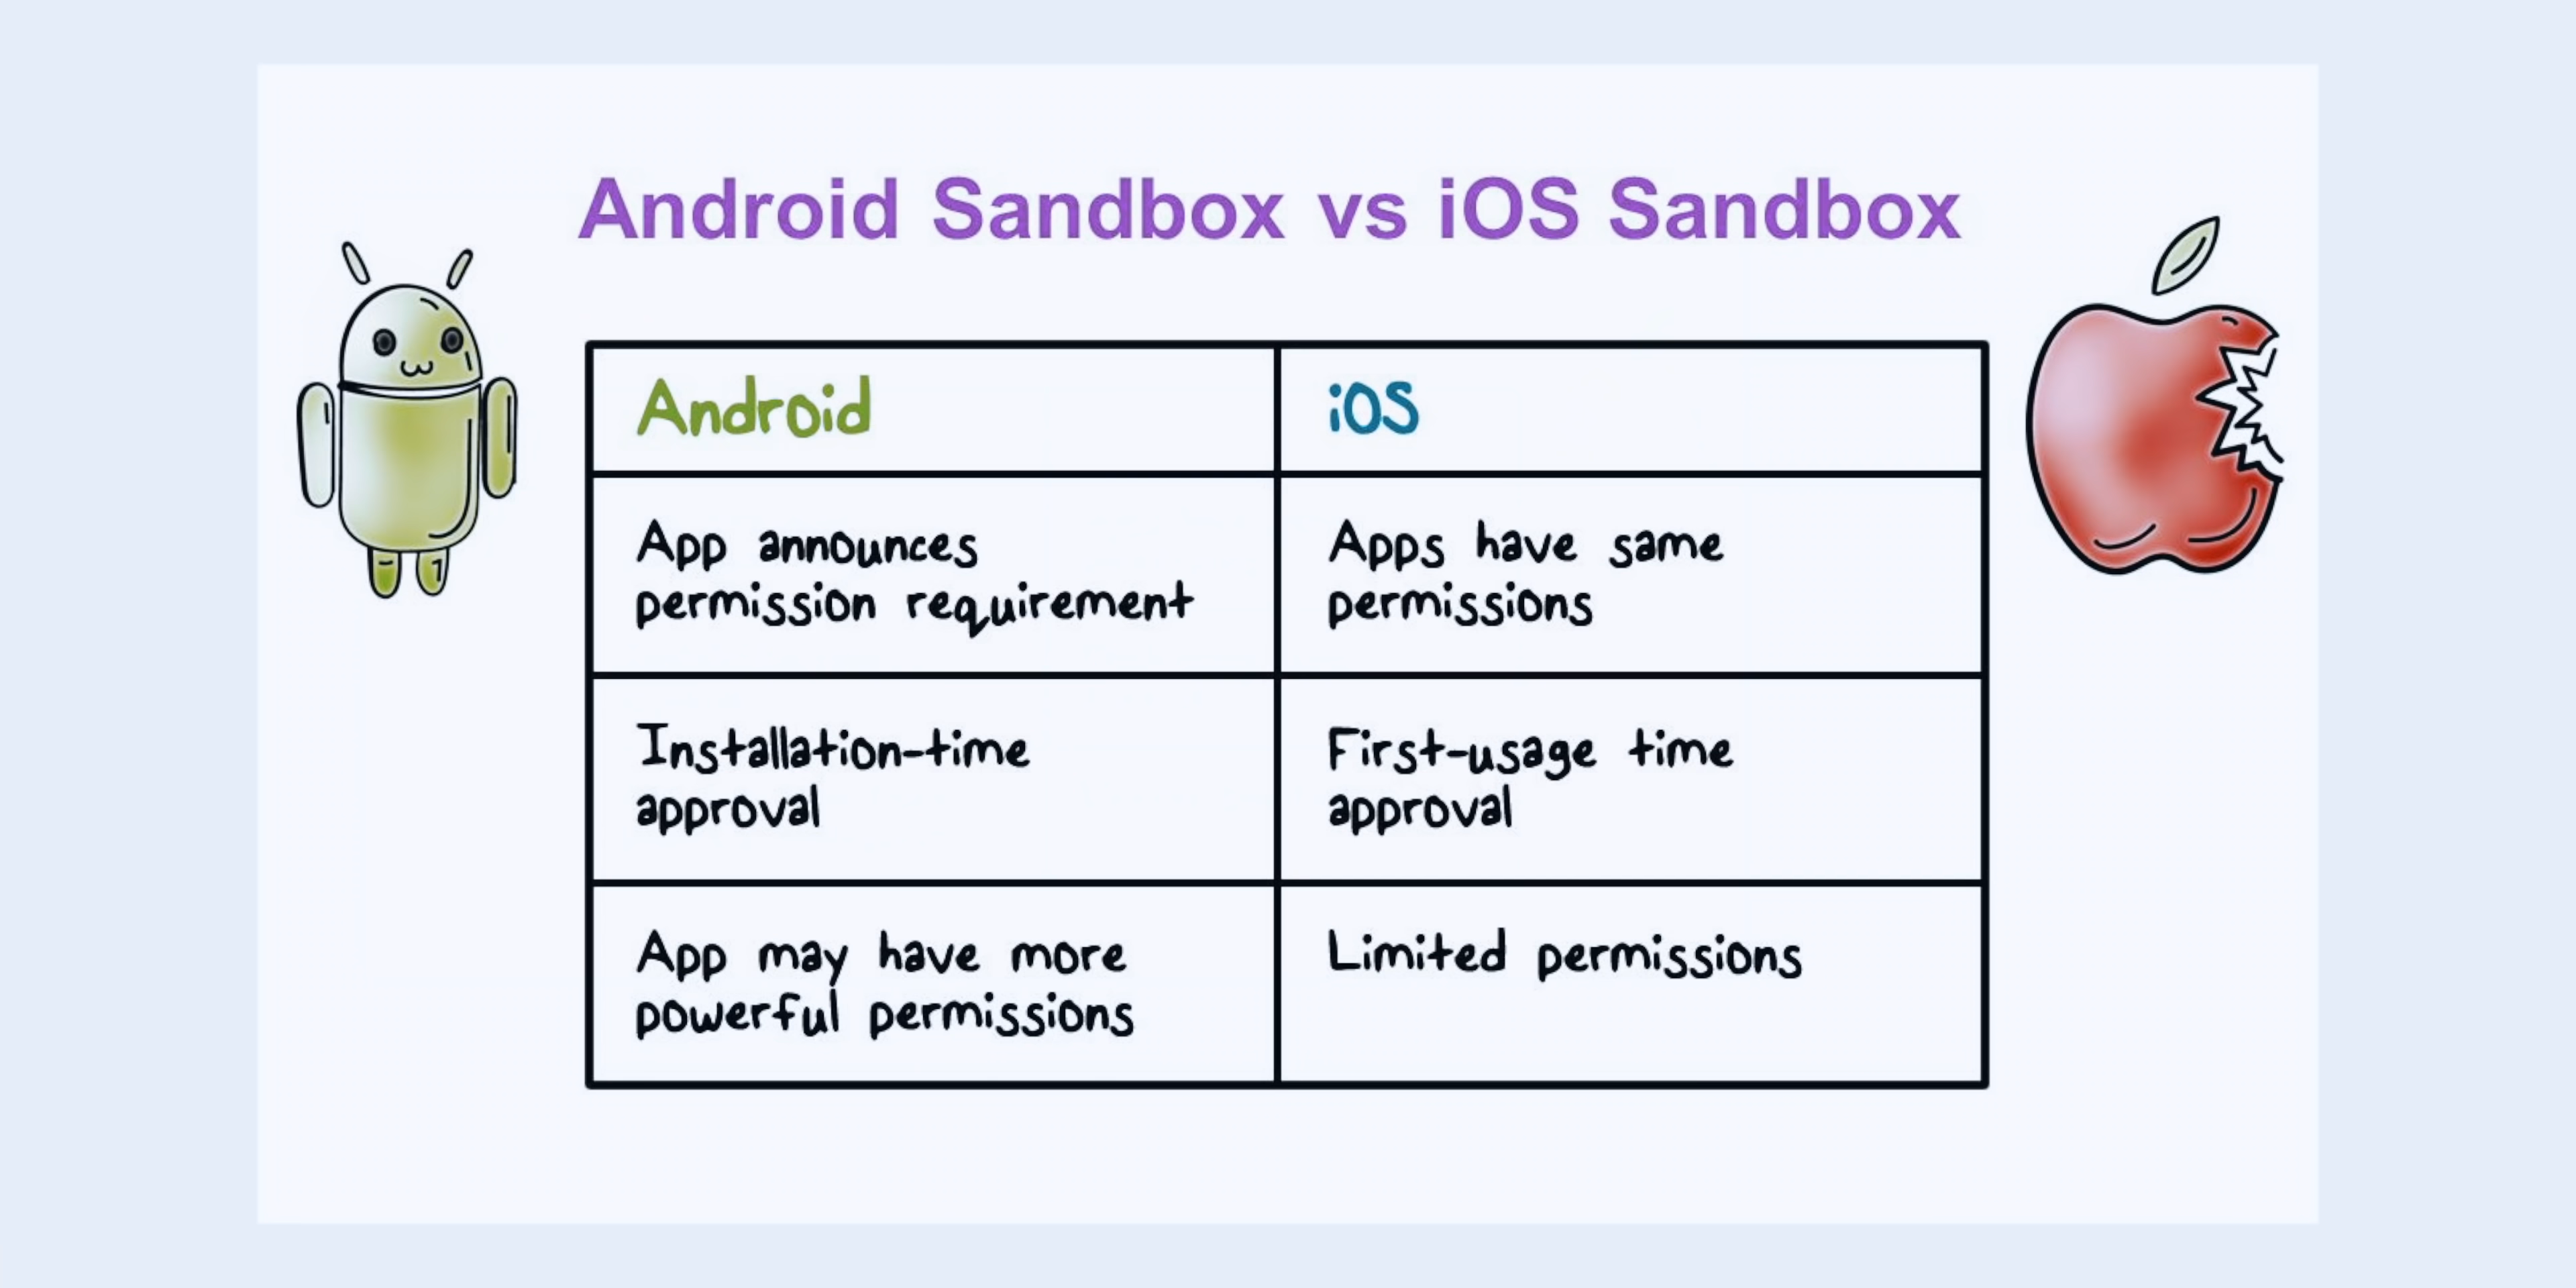 Android Sandbox vs iOS Sandbox
Android
iOS
App announces
permission requirement
Apps have same
permissions
Installation-time
approval
First-usage time
approval
App may have more
powerful permissions
Limited permissions